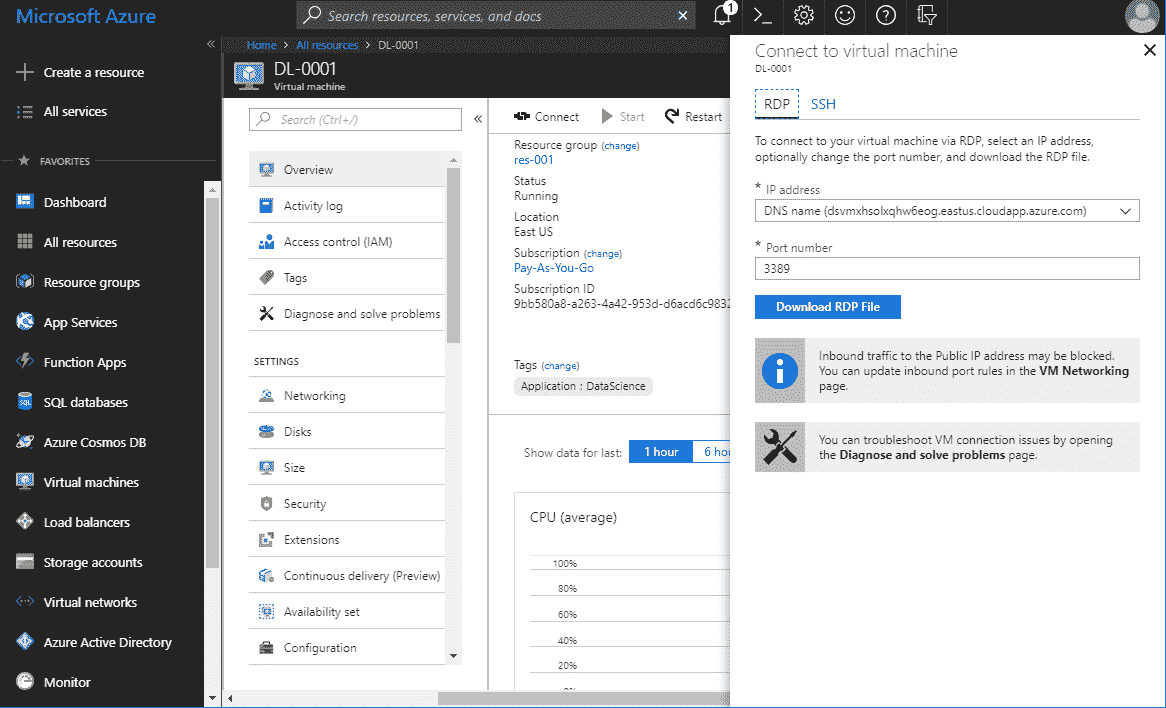 Microsoft Azure
Search resources, services, and docs
1
Create a resource
All services
FAVORITES
Dashboard
All resources
Resource groups
App Services
Function Apps
SQL databases
Azure Cosmos DB
Virtual machines
Load balancers
Storage accounts
Virtual networks
Azure Active Directory
Monitor
Home > All resources > DL-0001
DL-0001
Virtual machine
Search (Ctrl+/)
Overview
Activity log
Access control (IAM)
Tags
Diagnose and solve problems
SETTINGS
Networking
Disks
Size
Security
Extensions
Continuous delivery (Preview)
Availability set
Configuration
Connect Start Restart
Resource group (change)
res-001
Status
Running
Location
East US
Subscription (change)
Pay-As-You-Go
Subscription ID
9bb580a8-a263-4a42-953d-d6acd6c9832
Tags (change)
Application : DataScience
Show data for last: 1 hour 6 hou
CPU (average)
100%
80%
60%
40%
20%
Connect to virtual machine
DL-0001
RDP SSH
To connect to your virtual machine via RDP, select an IP address,
optionally change the port number, and download the RDP file.
* IP address
DNS name (dsvmxhsolxqhw6eog.eastus.cloudapp.azure.com)
* Port number
3389
Download RDP File
Inbound traffic to the Public IP address may be blocked.
You can update inbound port rules in the VM Networking
page.
You can troubleshoot VM connection issues by opening
the Diagnose and solve problems page.